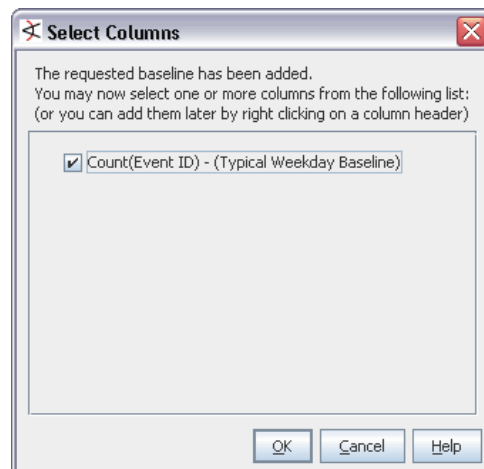 Select Columns
The requested baseline has been added.
You may now select one or more columns from the following list:
(or you can add them later by right clicking on a column header)
Count(Event ID) - (Typical Weekday Baseline)
OK Cancel Help